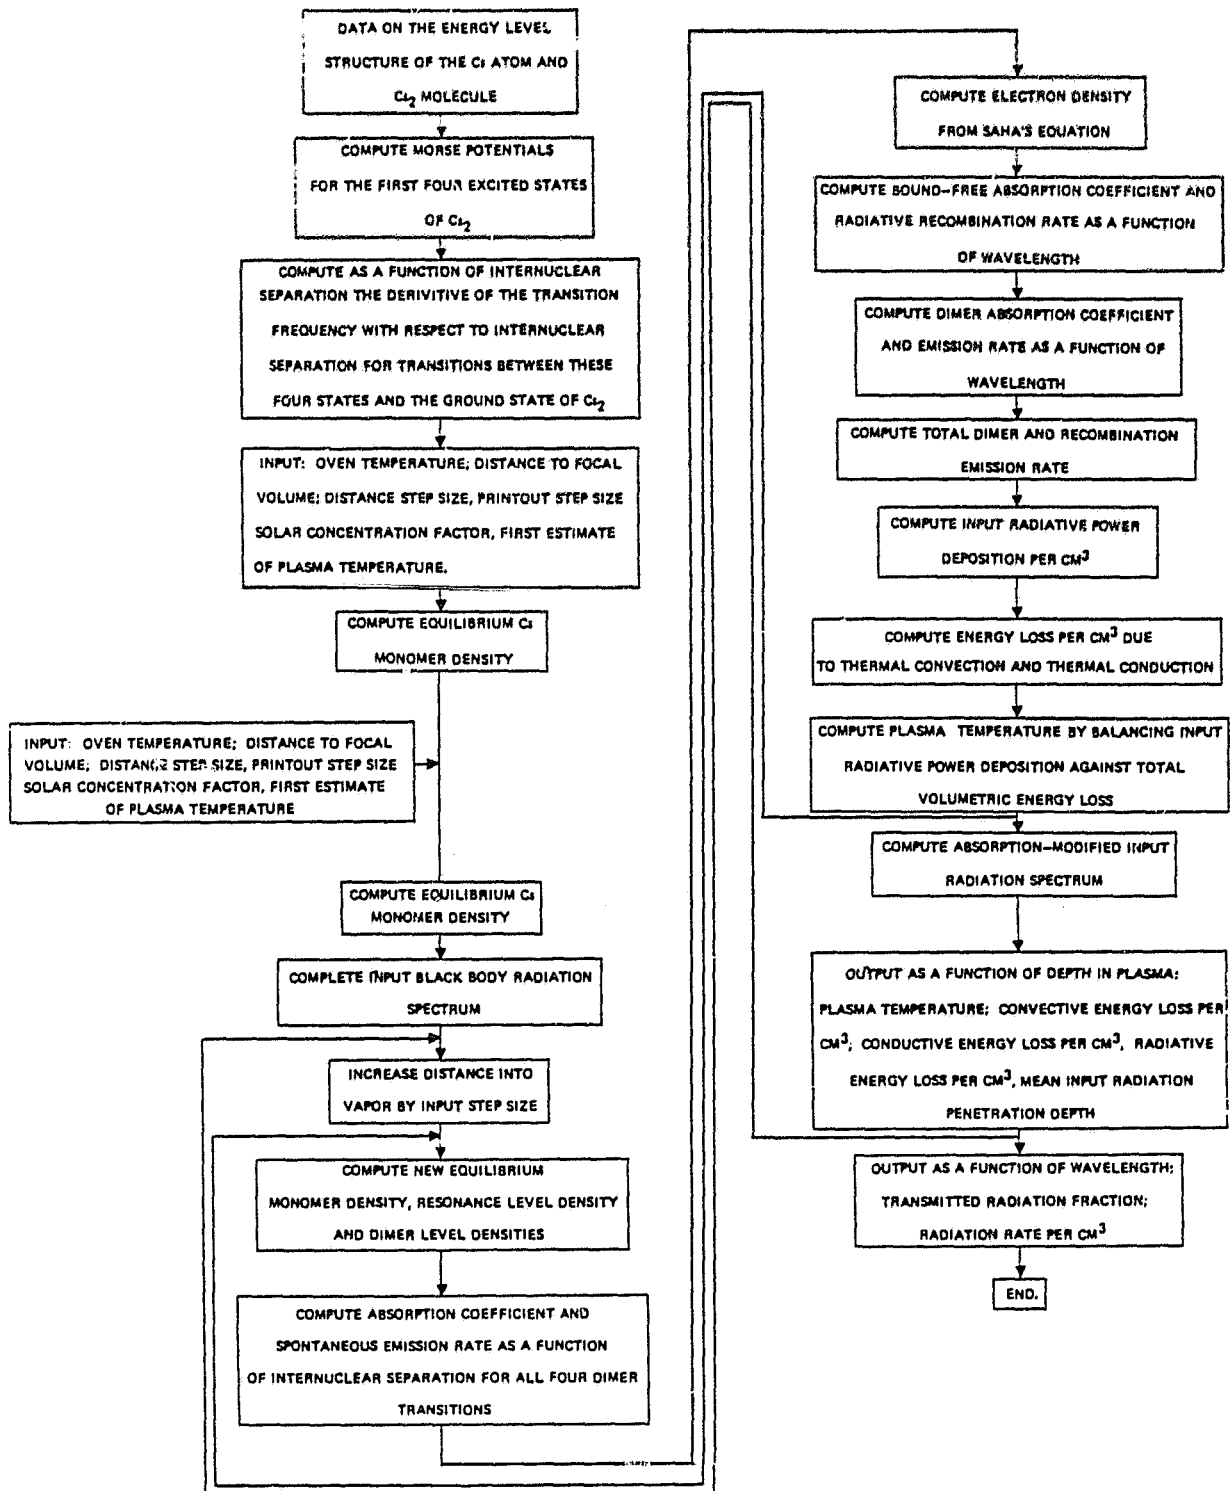 DATA ON THE ENERGY LEVEL
STRUCTURE OF THE Cs ATOM AND
Cs2 MOLECULE
COMPUTE MORSE POTENTIALS
FOR THE FIRST FOUR EXCITED STATES
OF Cs2
COMPUTE AS A FUNCTION OF INTERNUCLEAR
SEPARATION THE DERIVITIVE OF THE TRANSITION
FREQUENCY WITH RESPECT TO INTERNUCLEAR
SEPARATION FOR TRANSITIONS BETWEEN THESE
FOUR STATES AND THE GROUND STATE OF Cs2
INPUT: OVEN TEMPERATURE; DISTANCE TO FOCAL
VOLUME; DISTANCE STEP SIZE, PRINTOUT STEP SIZE
SOLAR CONCENTRATION FACTOR, FIRST ESTIMATE
OF PLASMA TEMPERATURE.
COMPUTE EQUILIBRIUM Cs
MONOMER DENSITY
INPUT: OVEN TEMPERATURE; DISTANCE TO FOCAL
VOLUME; DISTANCE STEP SIZE, PRINTOUT STEP SIZE
SOLAR CONCENTRATION FACTOR, FIRST ESTIMATE
OF PLASMA TEMPERATURE
COMPUTE EQUILIBRIUM Cs
MONOMER DENSITY
COMPLETE INPUT BLACK BODY RADIATION
SPECTRUM
INCREASE DISTANCE INTO
VAPOR BY INPUT STEP SIZE
COMPUTE NEW EQUILIBRIUM
MONOMER DENSITY, RESONANCE LEVEL DENSITY
AND DIMER LEVEL DENSITIES
COMPUTE ABSORPTION COEFFICIENT AND
SPONTANEOUS EMISSION RATE AS A FUNCTION
OF INTERNUCLEAR SEPARATION FOR ALL FOUR DIMER
TRANSITIONS
COMPUTE ELECTRON DENSITY
FROM SAHA'S EQUATION
COMPUTE BOUND-FREE ABSORPTION COEFFICIENT AND
RADIATIVE RECOMBINATION RATE AS A FUNCTION
OF WAVELENGTH
COMPUTE DIMER ABSORPTION COEFFICIENT
AND EMISSION RATE AS A FUNCTION OF
WAVELENGTH
COMPUTE TOTAL DIMER AND RECOMBINATION
EMISSION RATE
COMPUTE INPUT RADIATIVE POWER
DEPOSITION PER CM3
COMPUTE ENERGY LOSS PER CM3 DUE
TO THERMAL CONVECTION AND THERMAL CONDUCTION
COMPUTE PLASMA TEMPERATURE BY BALANCING INPUT
RADIATIVE POWER DEPOSITION AGAINST TOTAL
VOLUMETRIC ENERGY LOSS
COMPUTE ABSORPTION-MODIFIED INPUT
RADIATION SPECTRUM
OUTPUT AS A FUNCTION OF DEPTH IN PLASMA:
PLASMA TEMPERATURE; CONVECTIVE ENERGY LOSS PER
CM3; CONDUCTIVE ENERGY LOSS PER CM3, RADIATIVE
ENERGY LOSS PER CM3, MEAN INPUT RADIATION
PENETRATION DEPTH
OUTPUT AS A FUNCTION OF WAVELENGTH:
TRANSMITTED RADIATION FRACTION;
RADIATION RATE PER CM3
END.